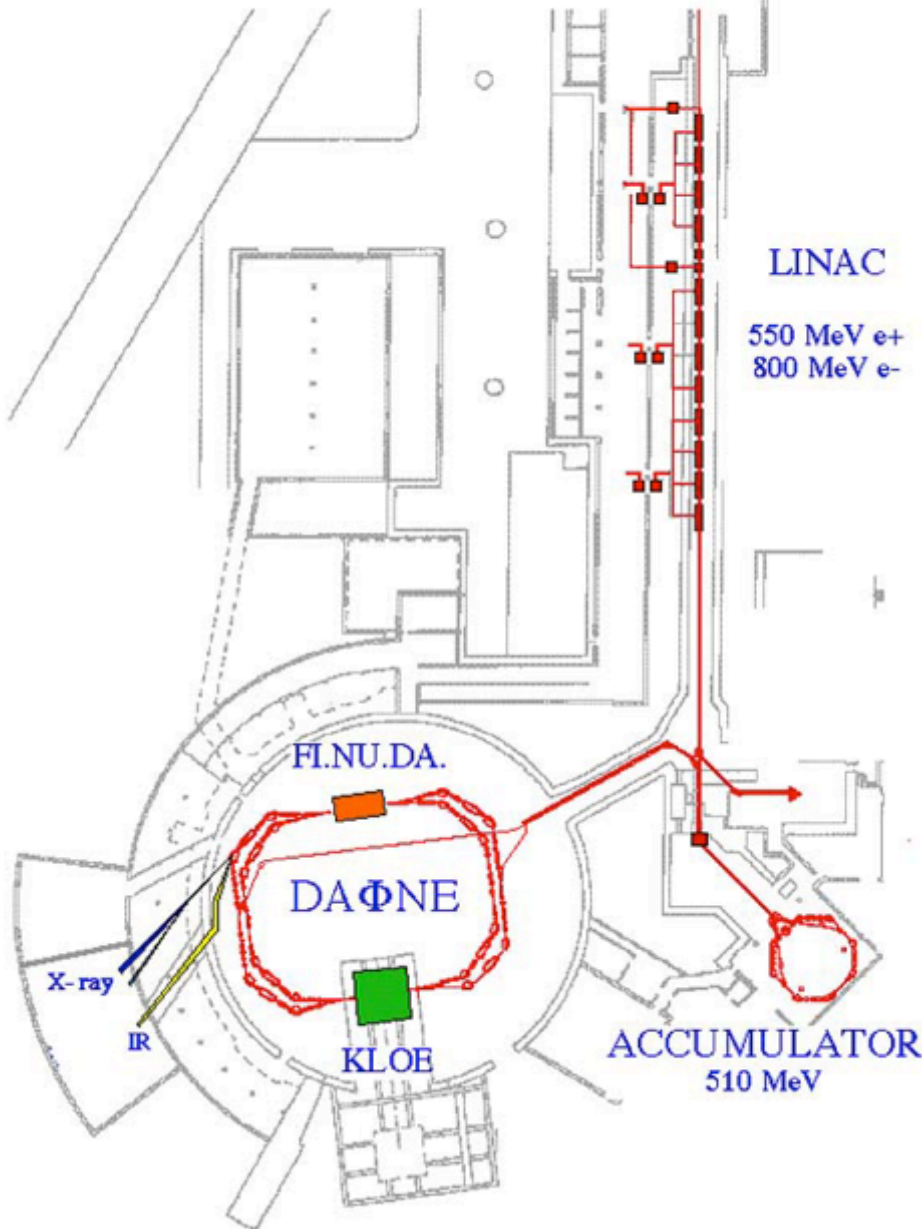 LINAC
550 MeV e+
800 MeV e-
FI.NU.DA.
DAΦNE
X- ray
IR
KLOE
ACCUMULATOR
510 MeV